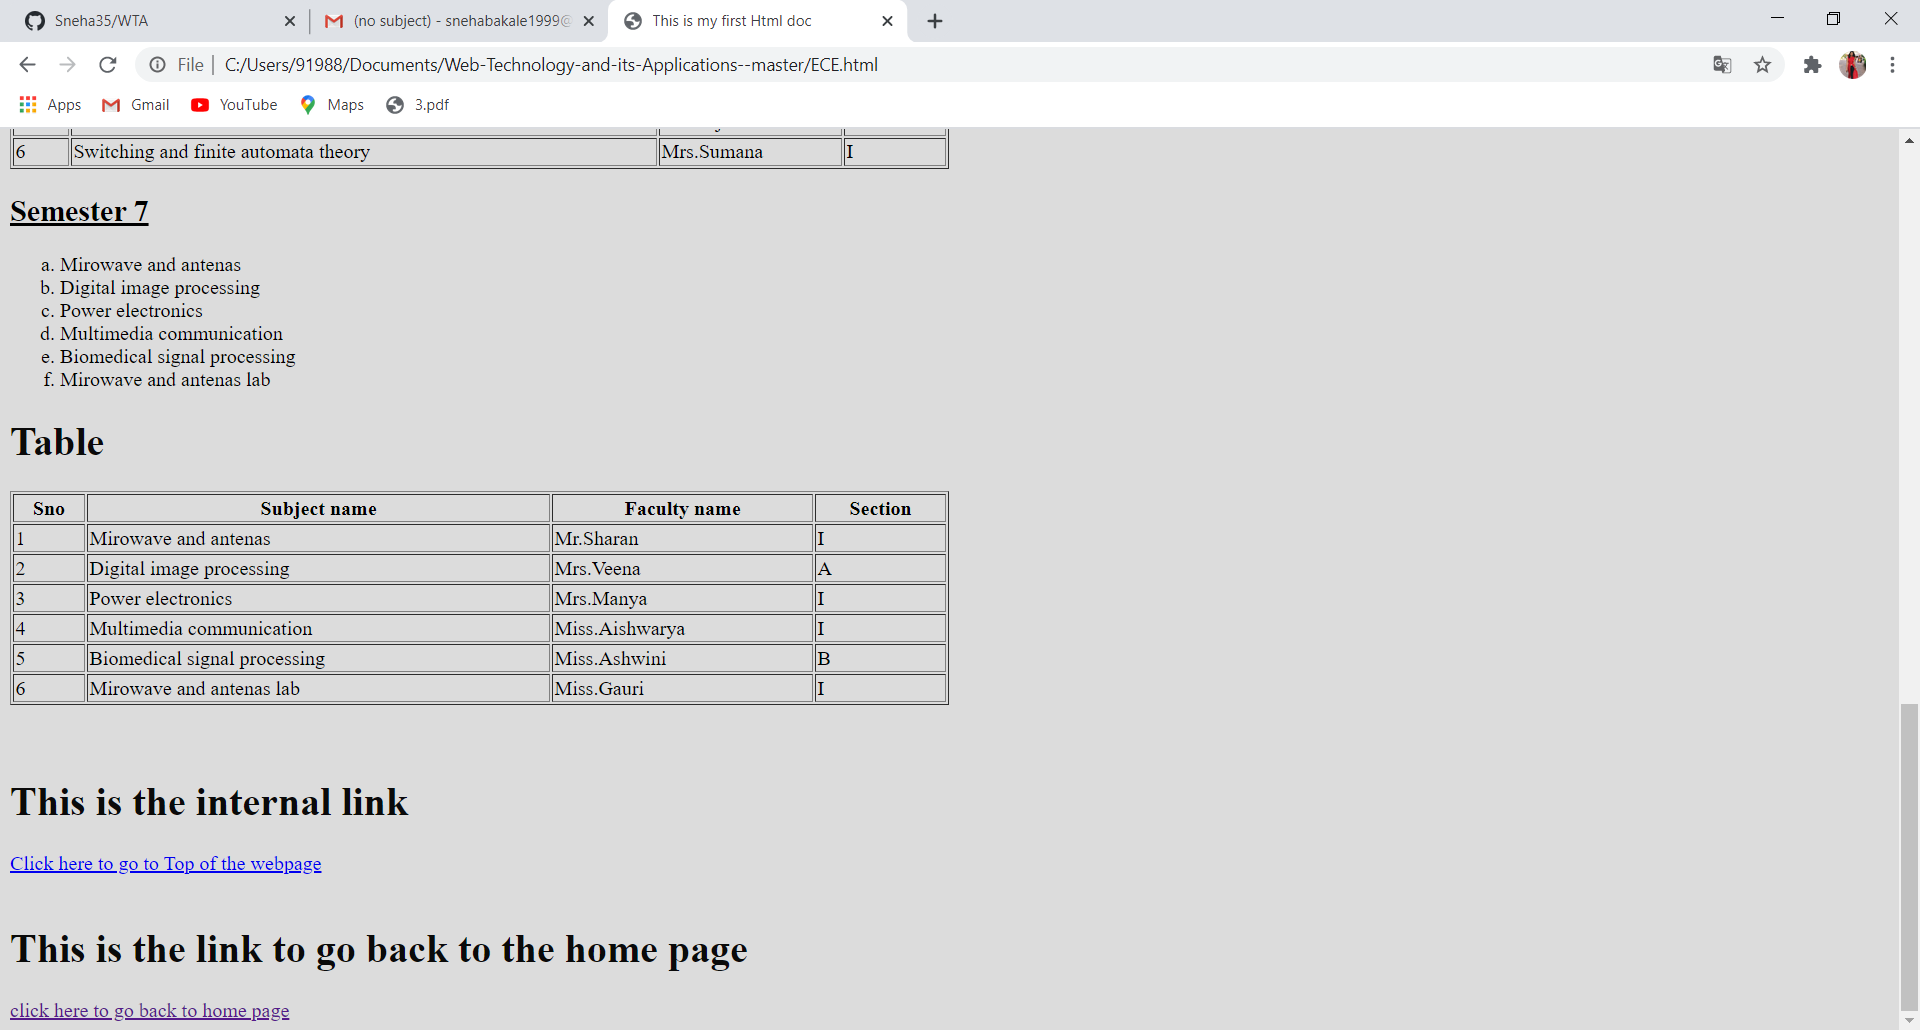 Sneha35/WTA
(no subject) - snehabakale1999@
This is my first Html doc
File | C:/Users/91988/Documents/Web-Technology-and-its-Applications--master/ECE.html
Apps Gmail YouTube Maps 3.pdf
6 Switching and finite automata theory Mrs.Sumana I
Semester 7
a. Mirowave and antenas
b. Digital image processing
c. Power electronics
d. Multimedia communication
e. Biomedical signal processing
f. Mirowave and antenas lab
Table
Sno Subject name Faculty name Section
1 Mirowave and antenas Mr.Sharan I
2 Digital image processing Mrs.Veena A
3 Power electronics Mrs.Manya I
4 Multimedia communication Miss.Aishwarya I
5 Biomedical signal processing Miss.Ashwini B
6 Mirowave and antenas lab Miss.Gauri I
This is the internal link
Click here to go to Top of the webpage
This is the link to go back to the home page
click here to go back to home page